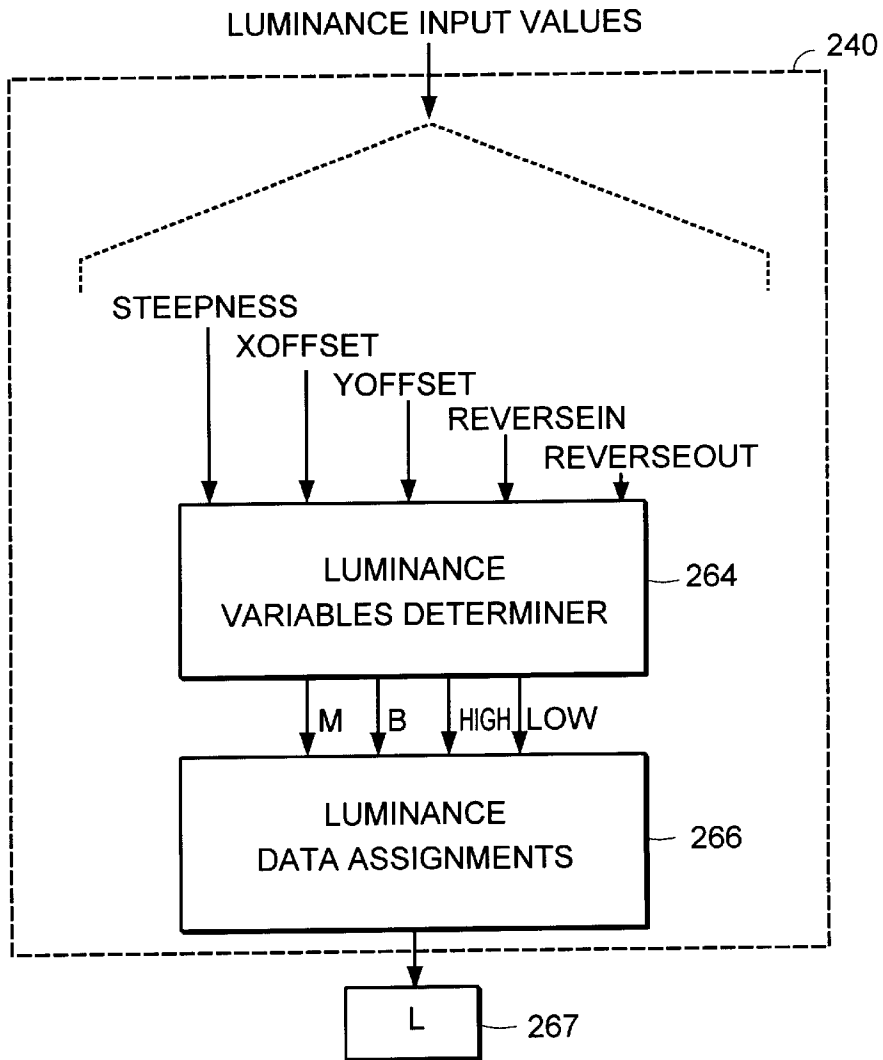 LUMINANCE INPUT VALUES
240
STEEPNESS
XOFFSET
YOFFSET
REVERSEIN
REVERSEOUT
LUMINANCE
VARIABLES DETERMINER
264
M B HIGH LOW
LUMINANCE
DATA ASSIGNMENTS
266
L
267